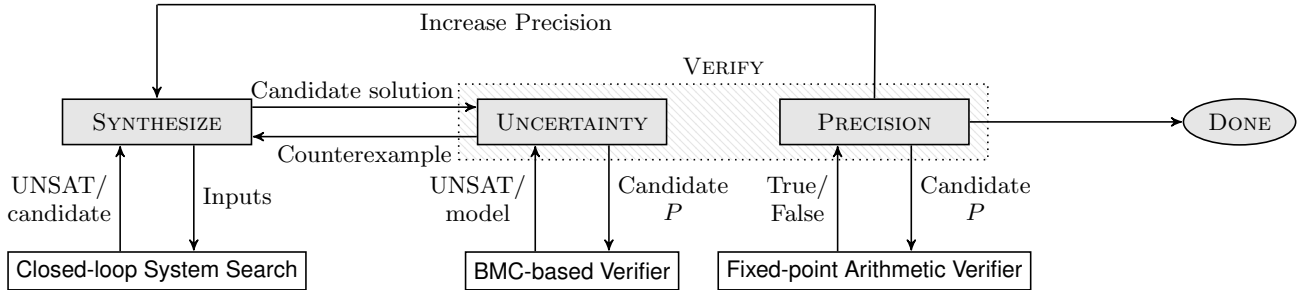 Increase Precision
VERIFY
Candidate solution
SYNTHESIZE
UNCERTAINTY
PRECISION
DONE
Counterexample
UNSAT/
candidate
Inputs
UNSAT/
model
Candidate
P
True/
False
Candidate
P
Closed-loop System Search
BMC-based Verifier
Fixed-point Arithmetic Verifier